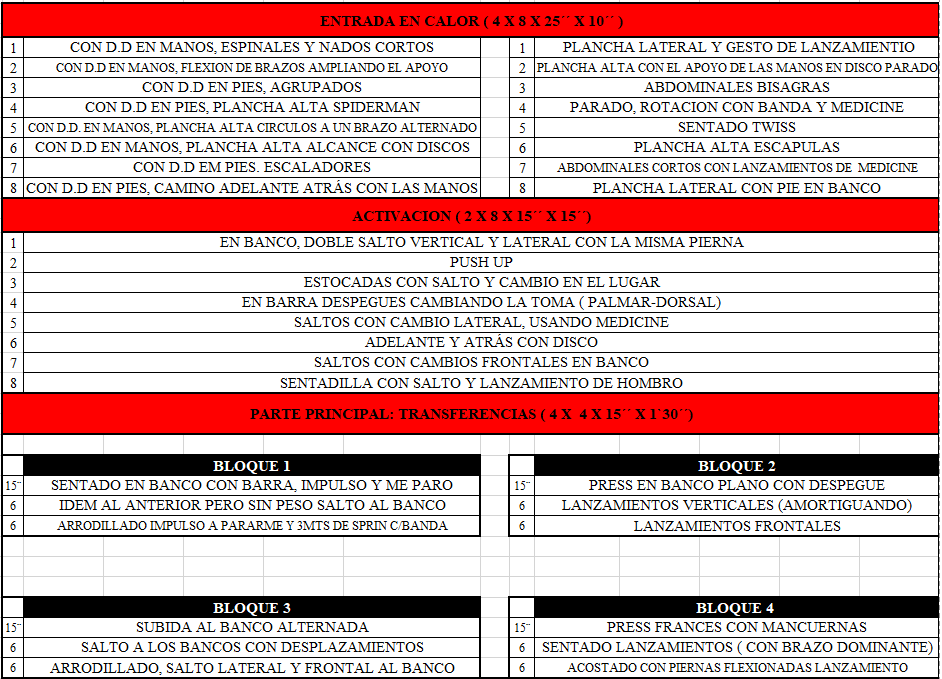 ENTRADA EN CALOR ( 4 X 8 X 25´´ X 10´´ )
1 CON D.D EN MANOS, ESPINALES Y NADOS CORTOS 1 PLANCHA LATERAL Y GESTO DE LANZAMIENTIO
2 CON D.D EN MANOS, FLEXION DE BRAZOS AMPLIANDO EL APOYO 2 PLANCHA ALTA CON EL APOYO DE LAS MANOS EN DISCO PARADO
3 CON D.D EN PIES, AGRUPADOS 3 ABDOMINALES BISAGRAS
4 CON D.D EN PIES, PLANCHA ALTA SPIDERMAN 4 PARADO, ROTACION CON BANDA Y MEDICINE
5 CON D.D. EN MANOS, PLANCHA ALTA CIRCULOS A UN BRAZO ALTERNADO 5 SENTADO TWISS
6 CON D.D EN MANOS, PLANCHA ALTA ALCANCE CON DISCOS 6 PLANCHA ALTA ESCAPULAS
7 CON D.D EM PIES. ESCALADORES 7 ABDOMINALES CORTOS CON LANZAMIENTOS DE MEDICINE
8 CON D.D EN PIES, CAMINO ADELANTE ATRÁS CON LAS MANOS 8 PLANCHA LATERAL CON PIE EN BANCO
ACTIVACION ( 2 X 8 X 15´´ X 15´´)
1 EN BANCO, DOBLE SALTO VERTICAL Y LATERAL CON LA MISMA PIERNA
2 PUSH UP
3 ESTOCADAS CON SALTO Y CAMBIO EN EL LUGAR
4 EN BARRA DESPEGUES CAMBIANDO LA TOMA ( PALMAR-DORSAL)
5 SALTOS CON CAMBIO LATERAL, USANDO MEDICINE
6 ADELANTE Y ATRÁS CON DISCO
7 SALTOS CON CAMBIOS FRONTALES EN BANCO
8 SENTADILLA CON SALTO Y LANZAMIENTO DE HOMBRO
PARTE PRINCIPAL: TRANSFERENCIAS ( 4 X 4 X 15´´ X 1´30´´)
BLOQUE 1
15¨ SENTADO EN BANCO CON BARRA, IMPULSO Y ME PARO
6 IDEM AL ANTERIOR PERO SIN PESO SALTO AL BANCO
6 ARRODILLADO IMPULSO A PARARME Y 3MTS DE SPRIN C/BANDA
BLOQUE 2
15¨ PRESS EN BANCO PLANO CON DESPEGUE
6 LANZAMIENTOS VERTICALES (AMORTIGUANDO)
6 LANZAMIENTOS FRONTALES
BLOQUE 3
15¨ SUBIDA AL BANCO ALTERNADA
6 SALTO A LOS BANCOS CON DESPLAZAMIENTOS
6 ARRODILLADO, SALTO LATERAL Y FRONTAL AL BANCO
BLOQUE 4
15¨ PRESS FRANCES CON MANCUERNAS
6 SENTADO LANZAMIENTOS ( CON BRAZO DOMINANTE)
6 ACOSTADO CON PIERNAS FLEXIONADAS LANZAMIENTO